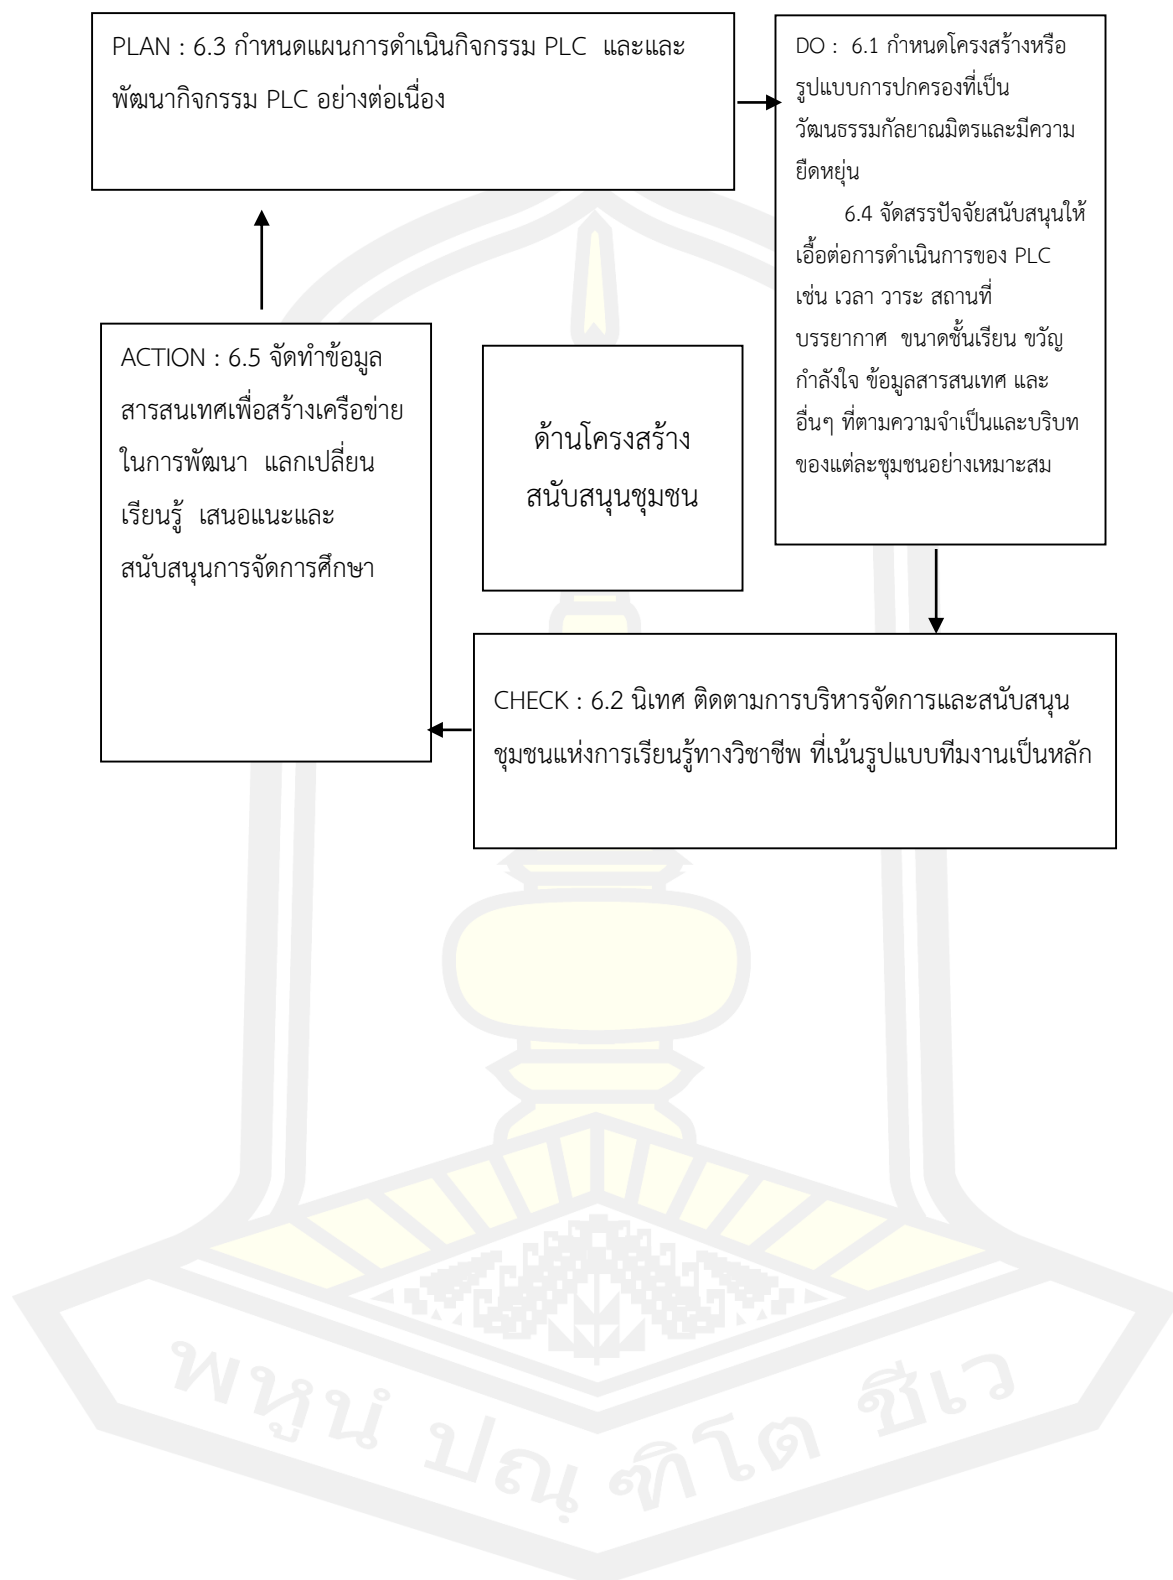 PLAN : 6.3 กำหนดแผนการดำเนินกิจกรรม PLC และและ
พัฒนากิจกรรม PLC อย่างต่อเนื่อง
DO : 6.1 กำหนดโครงสร้างหรือ
รูปแบบการปกครองที่เป็น
วัฒนธรรมกัลยาณมิตรและมีความ
ยืดหยุ่น
6.4 จัดสรรปัจจัยสนับสนุนให้
เอื้อต่อการดำเนินการของ PLC
เช่น เวลา วาระ สถานที่
บรรยากาศ ขนาดชั้นเรียน ขวัญ
กำลังใจ ข้อมูลสารสนเทศ และ
อื่นๆ ที่ตามความจำเป็นและบริบท
ของแต่ละชุมชนอย่างเหมาะสม
ACTION : 6.5 จัดทำข้อมูล
สารสนเทศเพื่อสร้างเครือข่าย
ในการพัฒนา แลกเปลี่ยน
เรียนรู้ เสนอแนะและ
สนับสนุนการจัดการศึกษา
ด้านโครงสร้าง
สนับสนุนชุมชน
CHECK : 6.2 นิเทศ ติดตามการบริหารจัดการและสนับสนุน
ชุมชนแห่งการเรียนรู้ทางวิชาชีพ ที่เน้นรูปแบบทีมงานเป็นหลัก
พหูนํ ปณฺฑิโต ชีเว